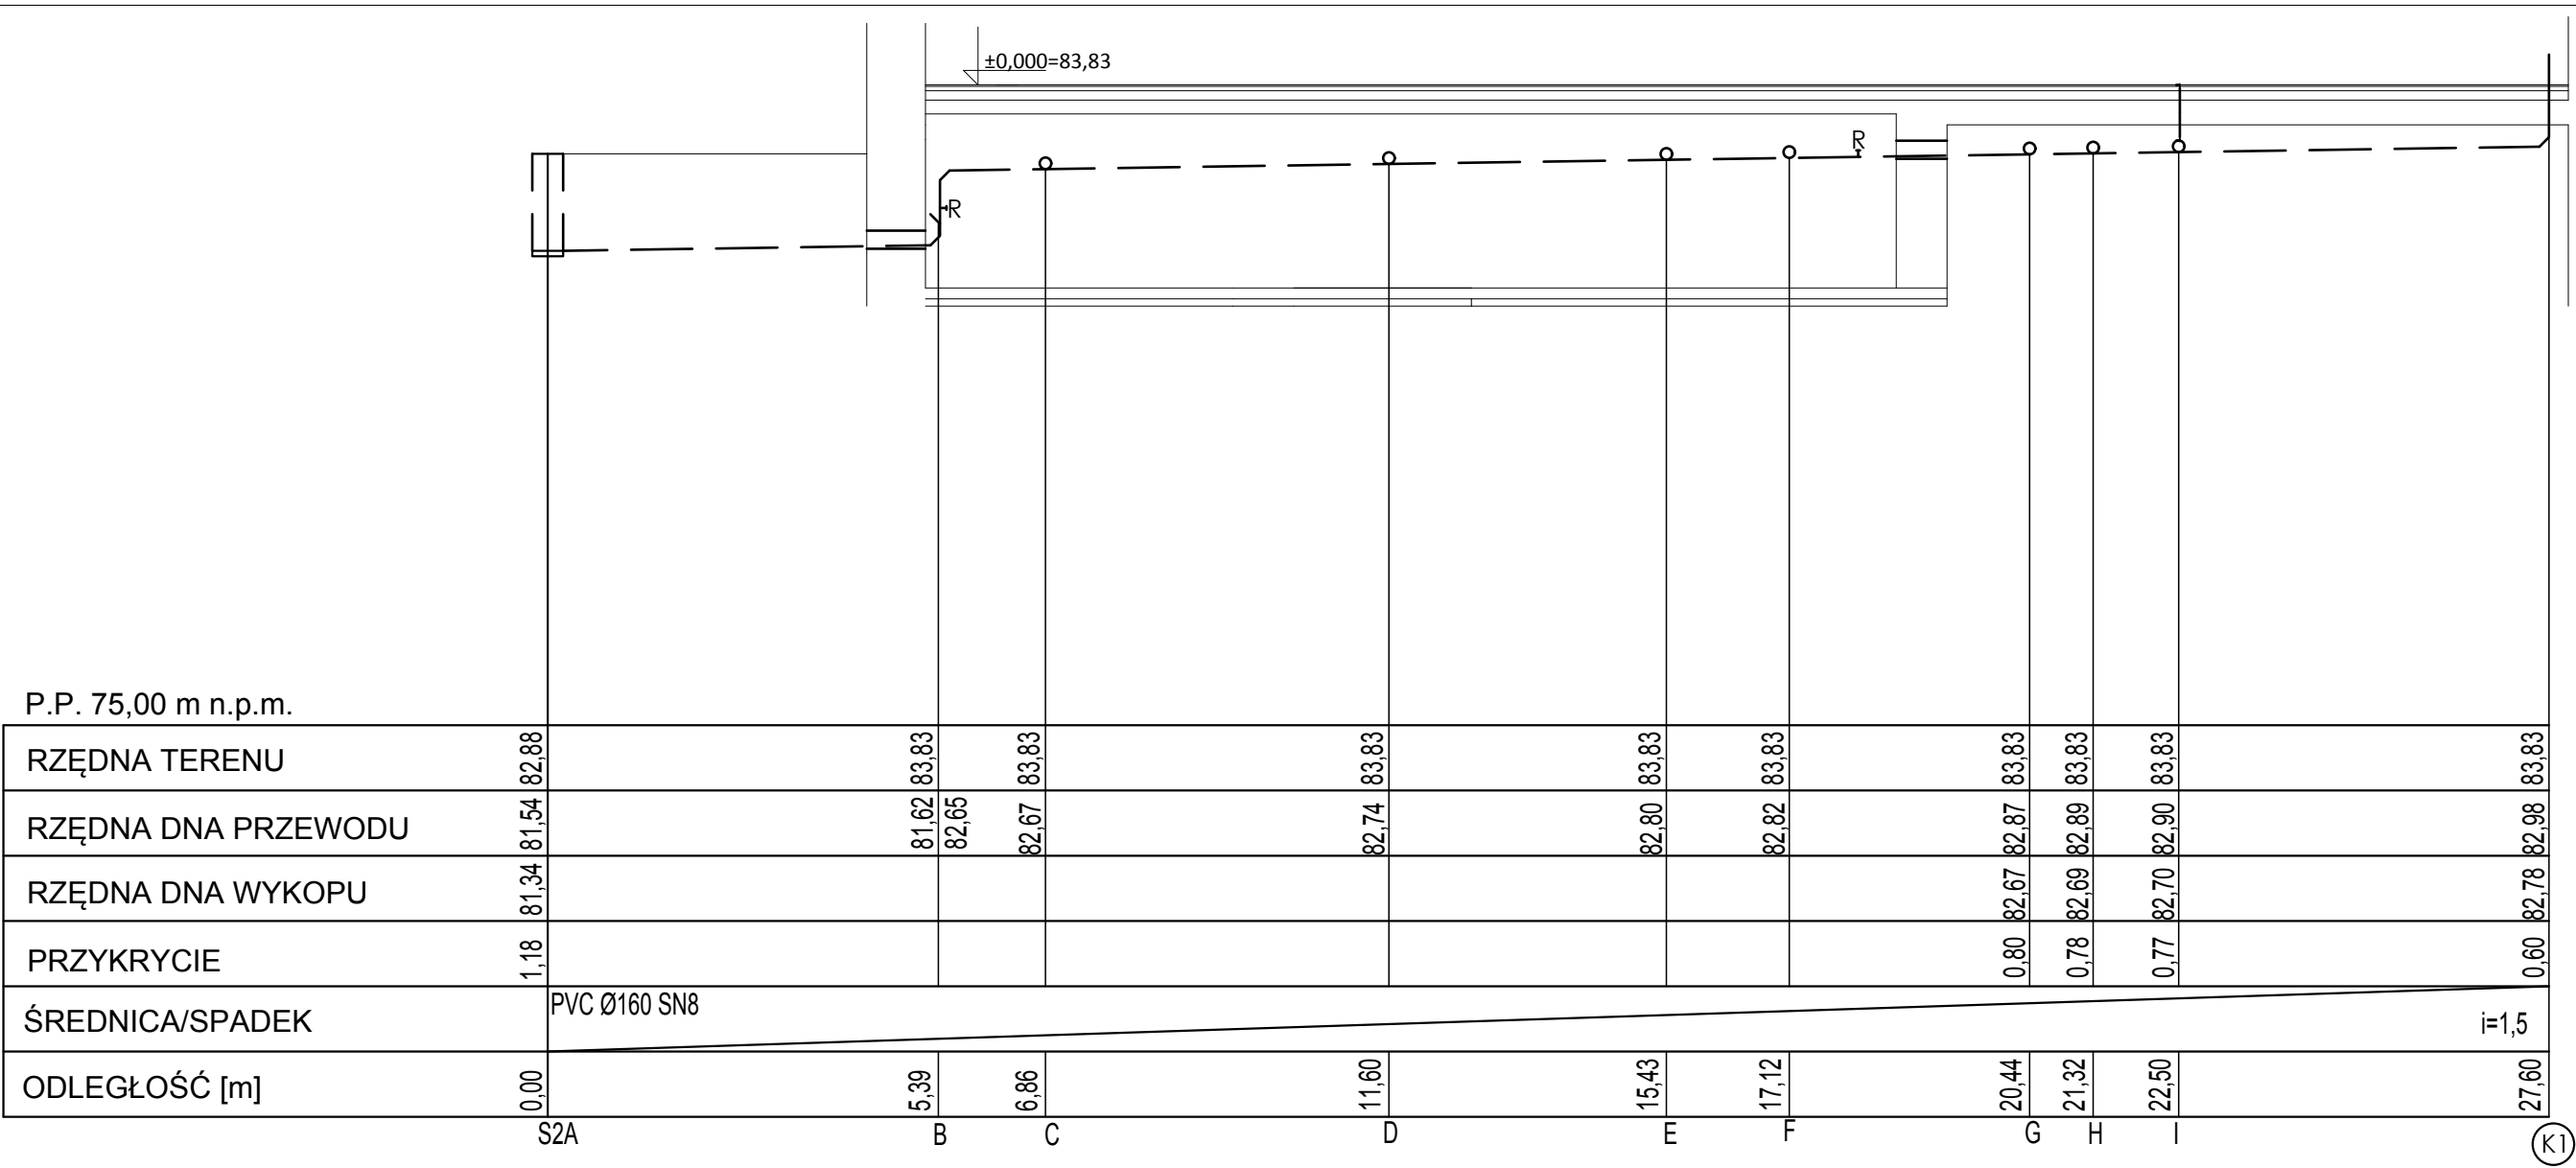 ±0,000=83,83
R
R
P.P. 75,00 m n.p.m.
RZĘDNA TERENU 82,88 83,83 83,83 83,83 83,83 83,83 83,83 83,83 83,83 83,83
RZĘDNA DNA PRZEWODU 81,54 81,62 82,65 82,67 82,74 82,80 82,82 82,87 82,89 82,90 82,98
RZĘDNA DNA WYKOPU 81,34 82,67 82,69 82,70 82,78
PRZYKRYCIE 1,18 0,80 0,78 0,77 0,60
ŚREDNICA/SPADEK PVC Ø160 SN8 i=1,5
ODLEGŁOŚĆ [m] 0,00 5,39 6,86 11,60 15,43 17,12 20,44 21,32 22,50 27,60
S2A B C D E F G H I K1